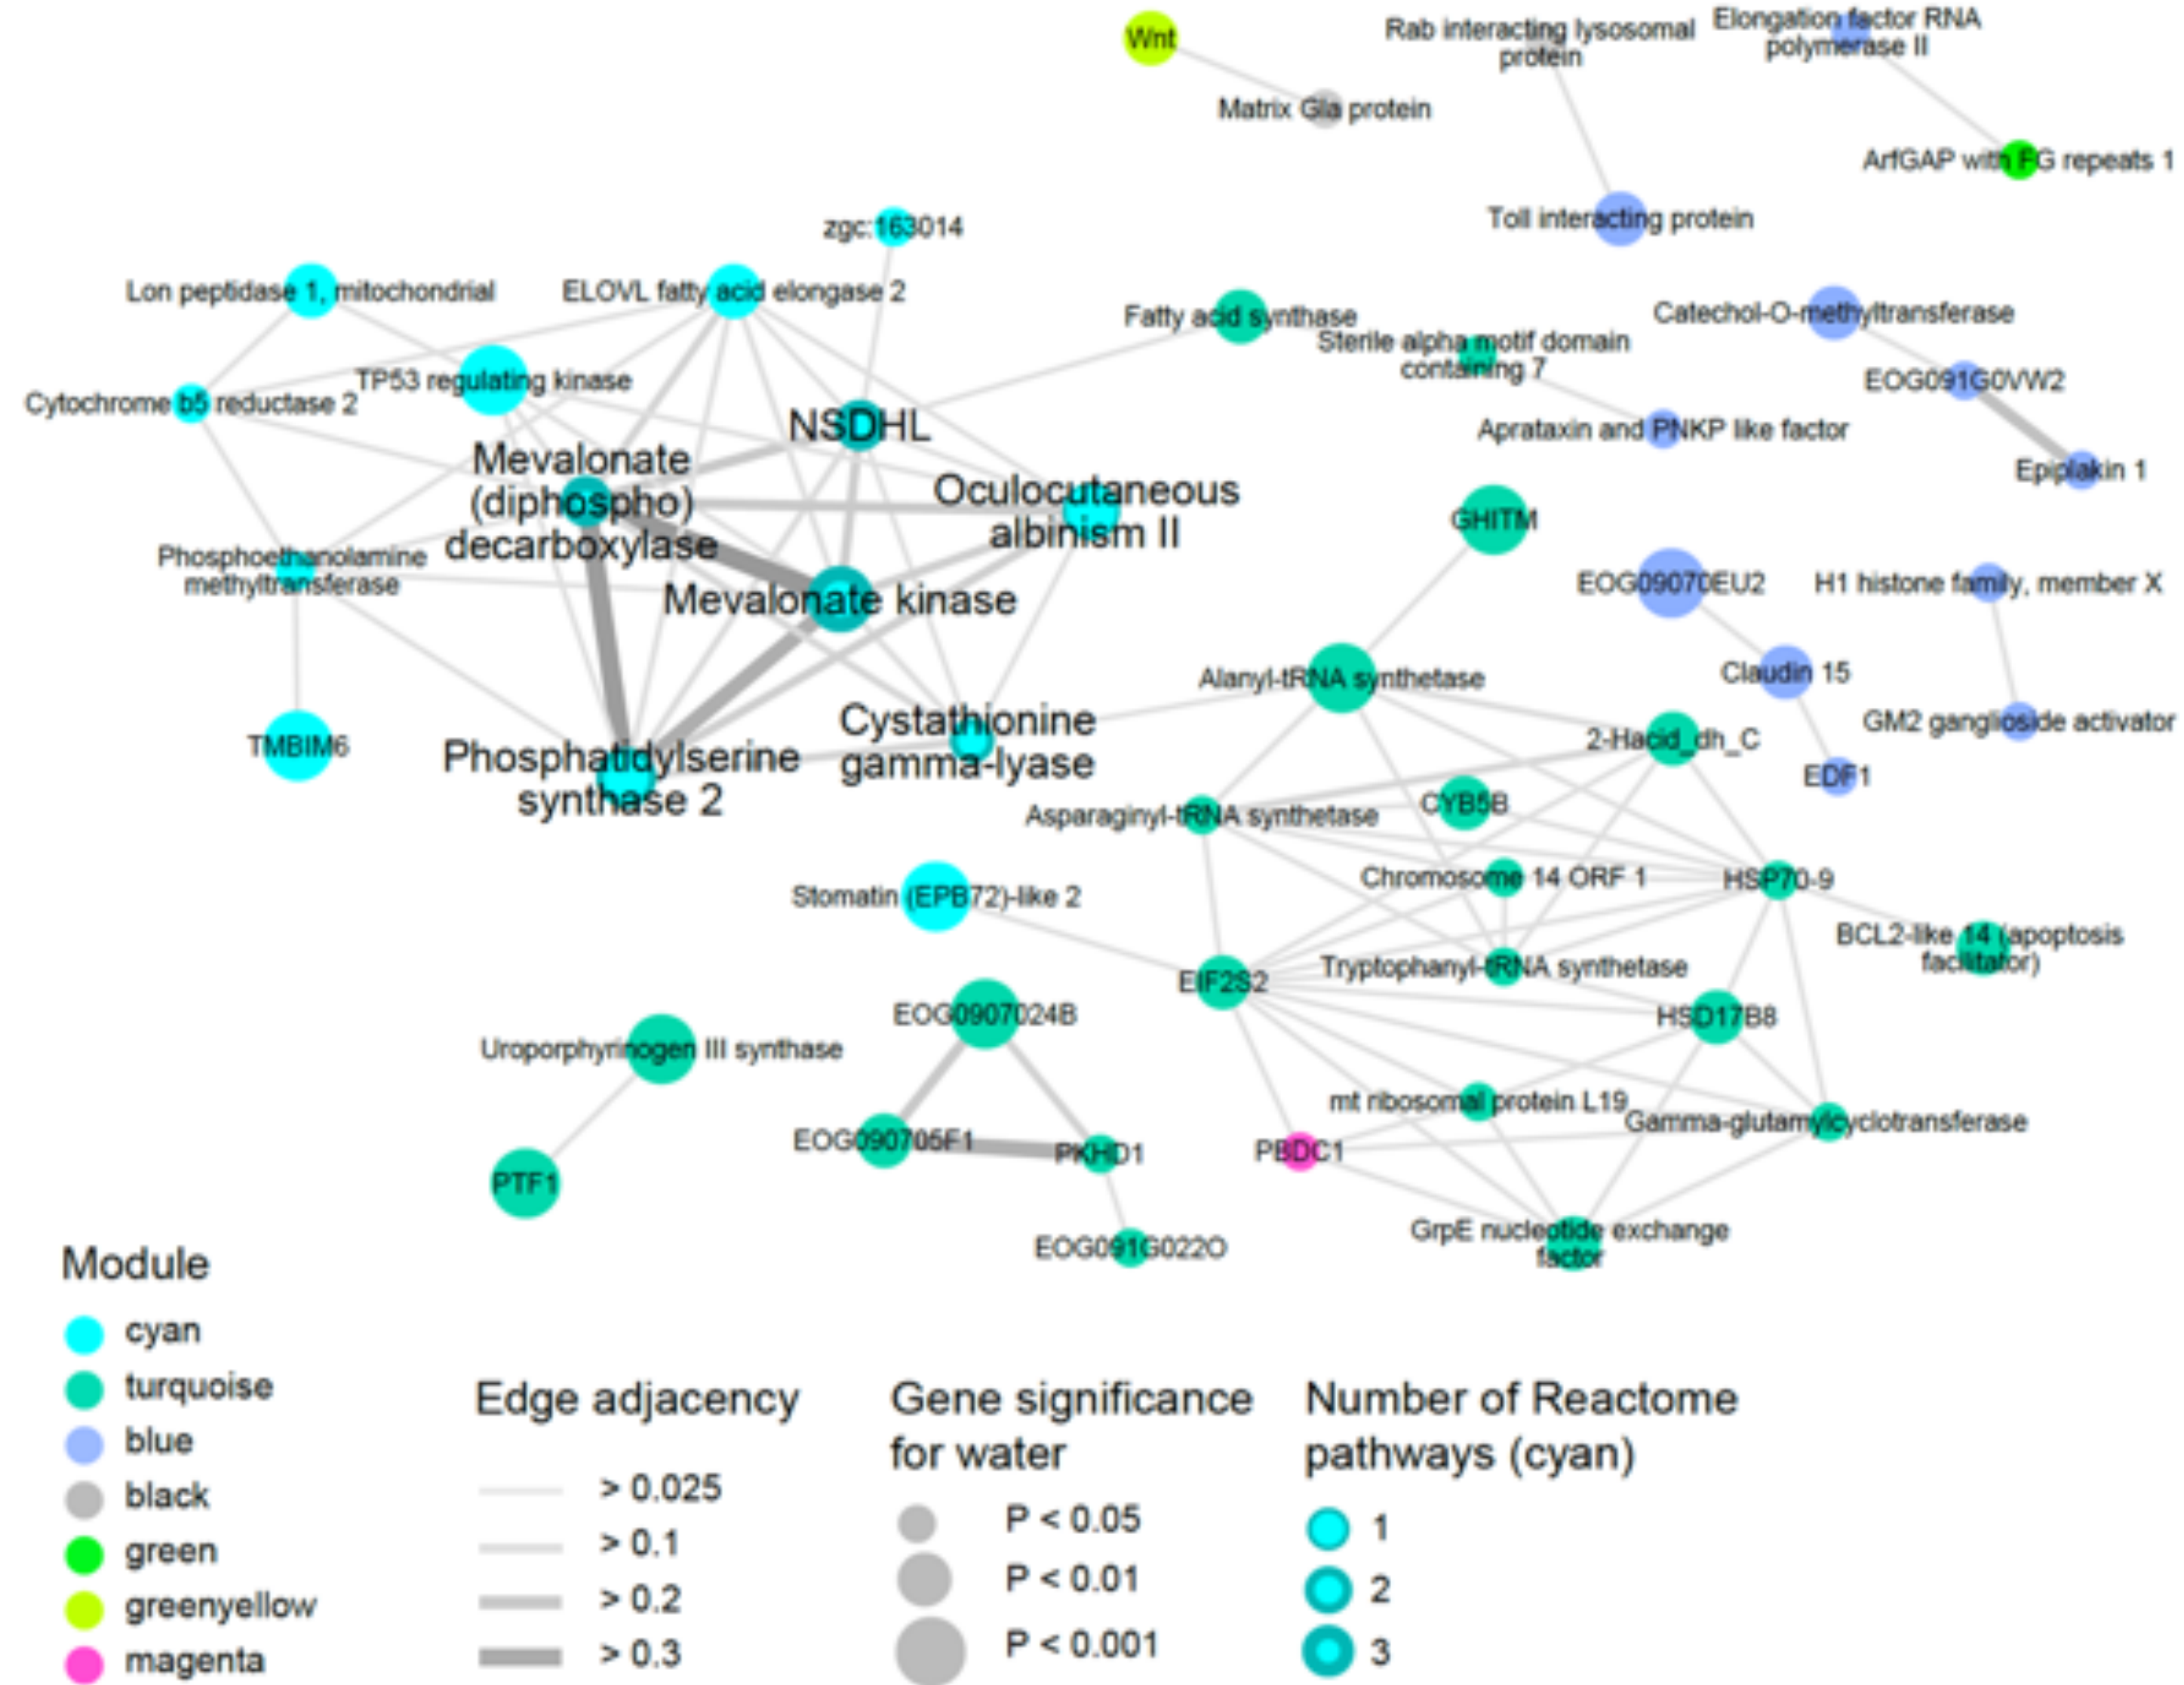 Wnt
Rab interacting lysosomal
protein
Elongation factor RNA
polymerase II
Matrix Gla protein
ArfGAP with FG repeats 1
Toll interacting protein
zgc:163014
Lon peptidase 1, mitochondrial
ELOVL fatty acid elongase 2
Fatty acid synthase
Catechol-O-methyltransferase
Sterile alpha motif domain
containing 7
TP53 regulating kinase
EOG091G0VW2
Cytochrome b5 reductase 2
NSDHL
Aprataxin and PNKP like factor
Epiplakin 1
Mevalonate
(diphospho)
decarboxylase
Oculocutaneous
albinism II
GHITM
Phosphoethanolamine
methyltransferase
Mevalonate kinase
EOG09070EU2
H1 histone family, member X
Alanyl-tRNA synthetase
Claudin 15
GM2 ganglioside activator
TMBIM6
Phosphatidylserine
synthase 2
Cystathionine
gamma-lyase
2-Hacid_dh_C
EDF1
Asparaginyl-tRNA synthetase
CYB5B
Stomatin (EPB72)-like 2
Chromosome 14 ORF 1
HSP70-9
BCL2-like 14 (apoptosis
facilitator)
EIF2S2
Tryptophanyl-tRNA synthetase
EOG0907024B
HSD17B8
Uroporphyrinogen III synthase
mt ribosomal protein L19
Gamma-glutamylcyclotransferase
EOG090705F1
PKHD1
PBDC1
PTF1
EOG091G022O
GrpE nucleotide exchange
factor
Module
cyan
turquoise
blue
black
green
greenyellow
magenta
Edge adjacency
> 0.025
> 0.1
> 0.2
> 0.3
Gene significance
for water
P < 0.05
P < 0.01
P < 0.001
Number of Reactome
pathways (cyan)
1
2
3